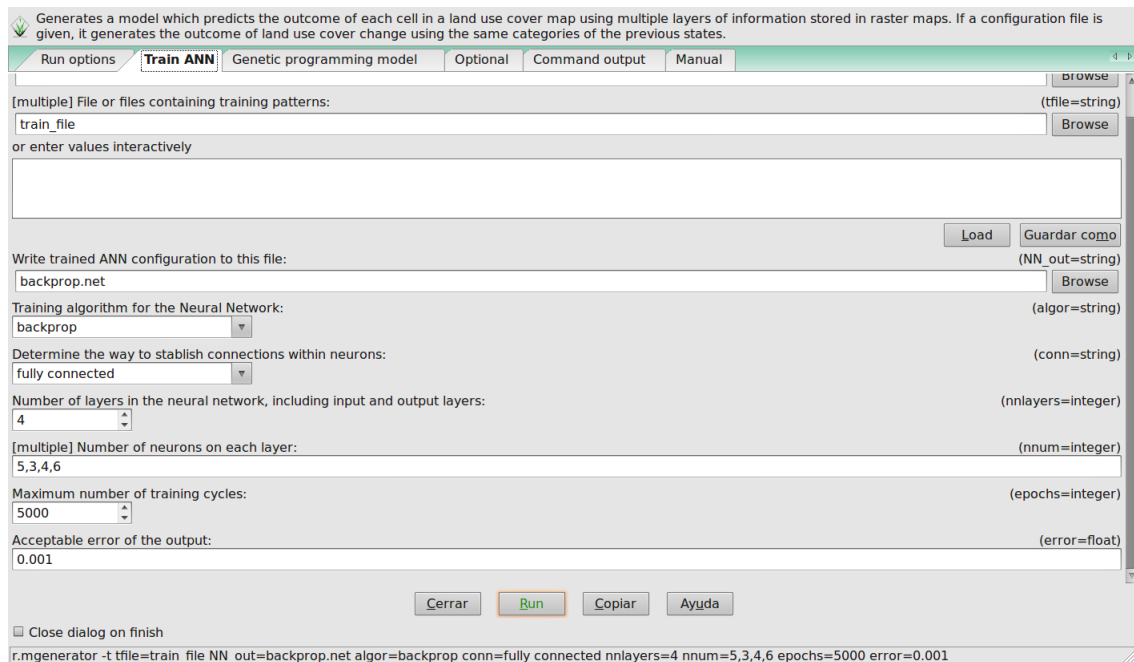 Generates a model which predicts the outcome of each cell in a land use cover map using multiple layers of information stored in raster maps. If a configuration file is
given, it generates the outcome of land use cover change using the same categories of the previous states.
Run options Train ANN Genetic programming model Optional Command output Manual
Browse
[multiple] File or files containing training patterns: (tfile=string)
train_file Browse
or enter values interactively
Load Guardar como
Write trained ANN configuration to this file: (NN_out=string)
backprop.net Browse
Training algorithm for the Neural Network: (algor=string)
backprop
Determine the way to stablish connections within neurons: (conn=string)
fully connected
Number of layers in the neural network, including input and output layers: (nnlayers=integer)
4
[multiple] Number of neurons on each layer: (nnum=integer)
5,3,4,6
Maximum number of training cycles: (epochs=integer)
5000
Acceptable error of the output: (error=float)
0.001
Cerrar Run Copiar Ayuda
Close dialog on finish
r.mgenerator -t tfile=train_file NN_out=backprop.net algor=backprop conn=fully connected nnlayers=4 nnum=5,3,4,6 epochs=5000 error=0.001